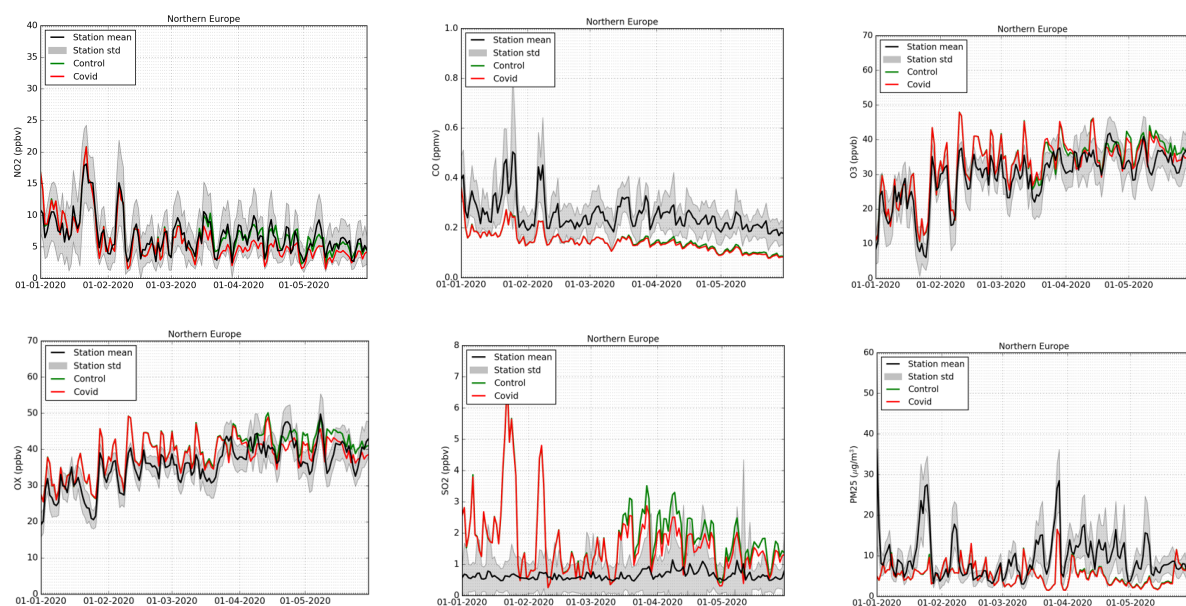 Northern Europe
40
35
30
25
20
15
10
5
0
NO2 (ppbv)
Station mean
Station std
Control
Covid
01-01-2020 01-02-2020 01-03-2020 01-04-2020 01-05-2020
Northern Europe
1.0
0.8
0.6
0.4
0.2
0.0
CO (ppmv)
Station mean
Station std
Control
Covid
01-01-2020 01-02-2020 01-03-2020 01-04-2020 01-05-2020
Northern Europe
70
60
50
40
30
20
10
0
O3 (ppvb)
Station mean
Station std
Control
Covid
01-01-2020 01-02-2020 01-03-2020 01-04-2020 01-05-2020
Northern Europe
70
60
50
40
30
20
10
0
OX (ppbv)
Station mean
Station std
Control
Covid
01-01-2020 01-02-2020 01-03-2020 01-04-2020 01-05-2020
Northern Europe
8
7
6
5
4
3
2
1
0
SO2 (ppbv)
Station mean
Station std
Control
Covid
01-01-2020 01-02-2020 01-03-2020 01-04-2020 01-05-2020
Northern Europe
60
50
40
30
20
10
0
PM25 (μg/m³)
Station mean
Station std
Control
Covid
01-01-2020 01-02-2020 01-03-2020 01-04-2020 01-05-2020